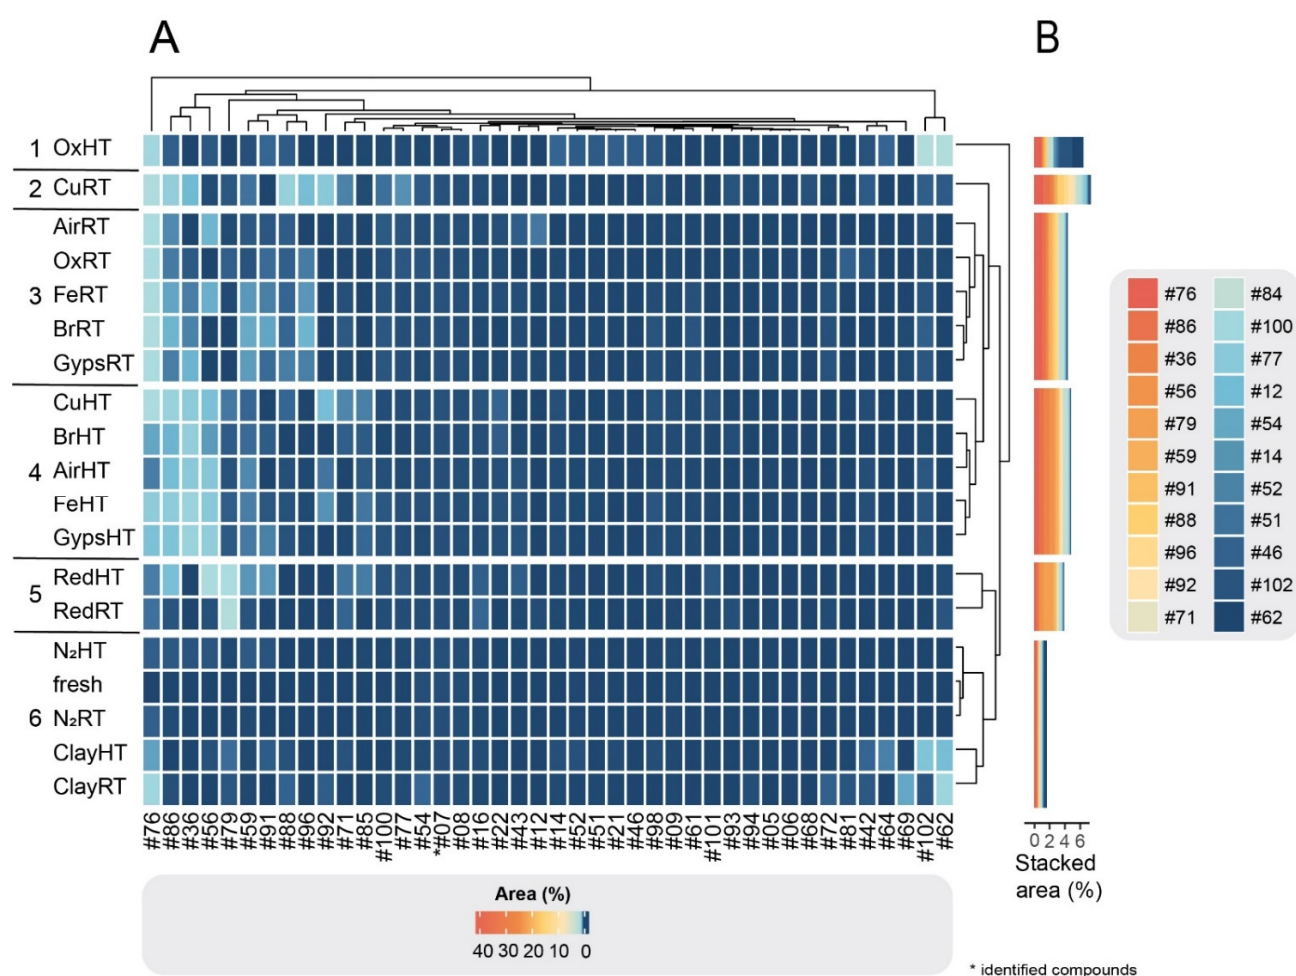 A
B
1 OxHT
2 CuRT
AirRT
OxRT
3 FeRT
BrRT
GypsRT
CuHT
BrHT
4 AirHT
FeHT
GypsHT
5 RedHT
RedRT
N₂HT
fresh
6 N₂RT
ClayHT
ClayRT
#76 #86 #36 #56 #79 #59 #91 #88 #96 #92 #71 #85 #100 #77 #54 *#07 #08 #16 #22 #43 #12 #14 #52 #51 #21 #46 #98 #09 #61 #101 #93 #94 #05 #06 #68 #72 #81 #42 #64 #69 #102 #62
Area (%)
40 30 20 10 0
0 2 4 6
Stacked
area (%)
#76 #84
#86 #100
#36 #77
#56 #12
#79 #54
#59 #14
#91 #52
#88 #51
#96 #46
#92 #102
#71 #62
* identified compounds